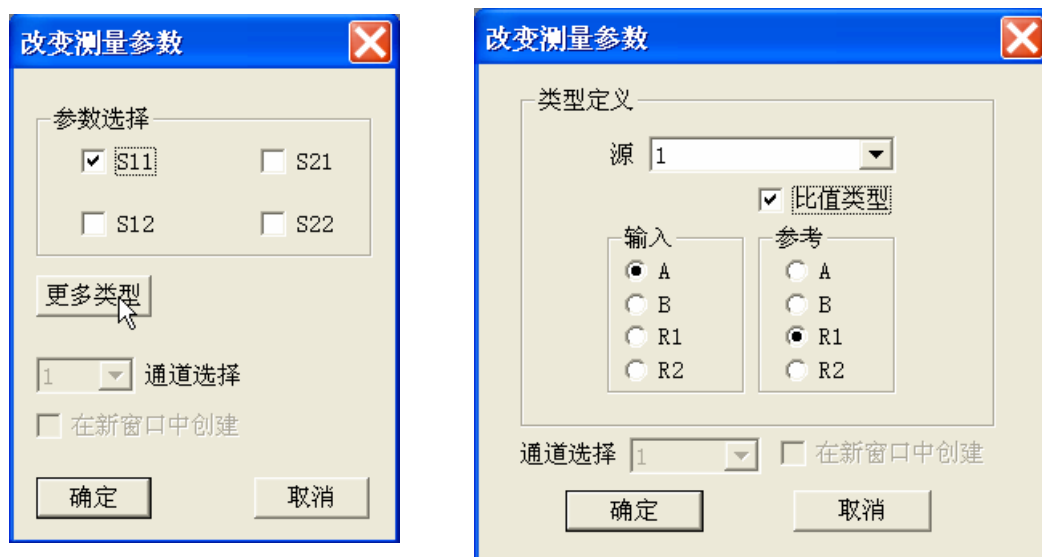 改变测量参数
参数选择
S11 S21
S12 S22
更多类型
1 通道选择
在新窗口中创建
确定 取消
改变测量参数
类型定义
源 1
比值类型
输入 参考
A A
B B
R1 R1
R2 R2
通道选择 1 在新窗口中创建
确定 取消